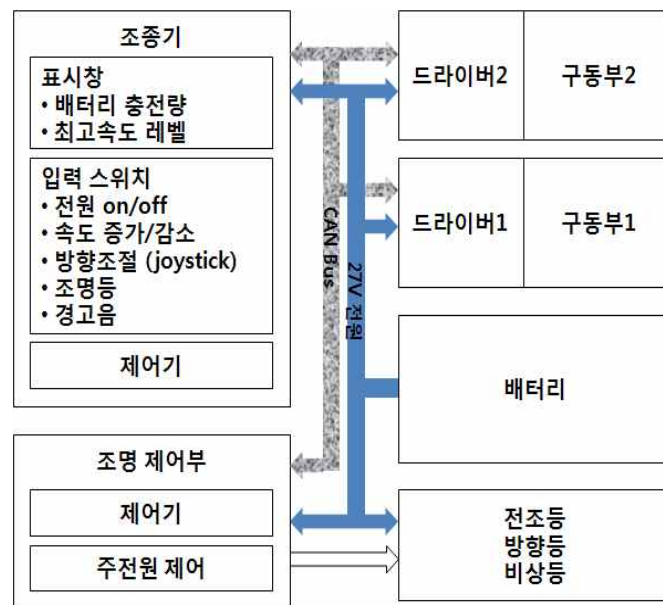 조종기
표시창
• 배터리 충전량
• 최고속도 레벨
입력 스위치
• 전원 on/off
• 속도 증가/감소
• 방향조절 (joystick)
• 조명등
• 경고음
제어기
조명 제어부
제어기
주전원 제어
CAN Bus
27V 전원
드라이버2
구동부2
드라이버1
구동부1
배터리
전조등
방향등
비상등